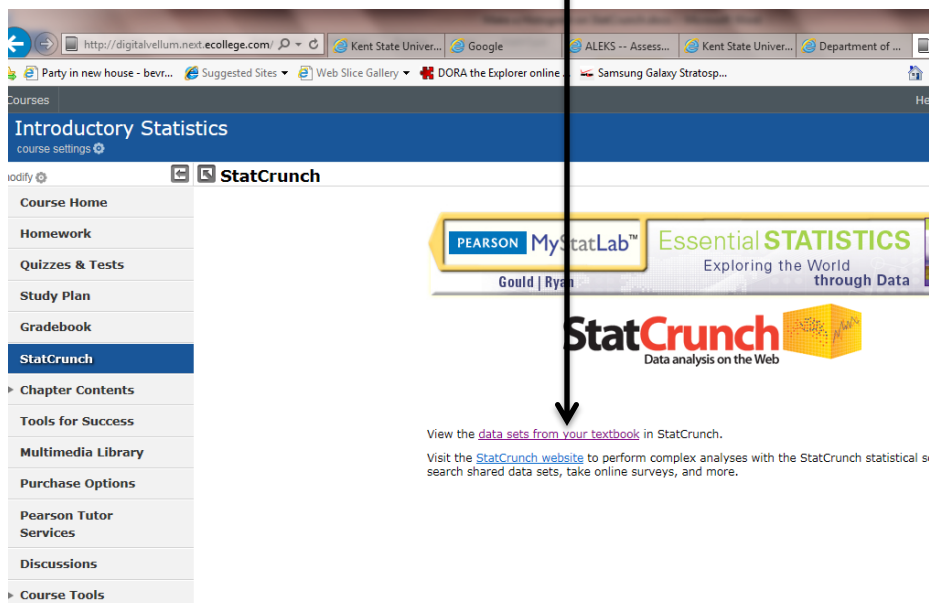 http://digitalvellum.next.ecollege.com/
Kent State Univer...
Google
ALEKS -- Assess...
Kent State Univer...
Department of ...
Party in new house - bevr...
Suggested Sites
Web Slice Gallery
DORA the Explorer online
Samsung Galaxy Stratosp...
Courses
He
Introductory Statistics
course settings
modify
StatCrunch
Course Home
Homework
Quizzes & Tests
Study Plan
Gradebook
StatCrunch
Chapter Contents
Tools for Success
Multimedia Library
Purchase Options
Pearson Tutor
Services
Discussions
Course Tools
PEARSON MyStatLab™
Gould | Ryan
Essential STATISTICS
Exploring the World
through Data
StatCrunch
Data analysis on the Web
View the data sets from your textbook in StatCrunch.
Visit the StatCrunch website to perform complex analyses with the StatCrunch statistical s
search shared data sets, take online surveys, and more.